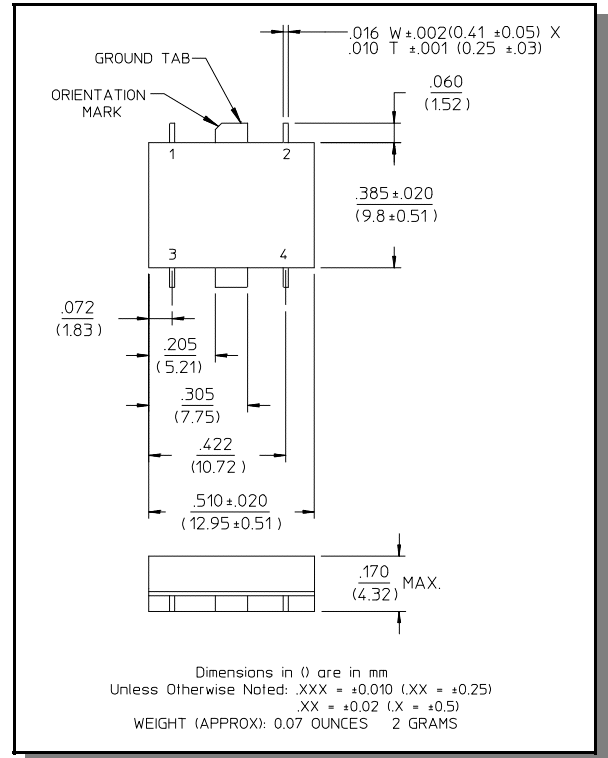 .016 W ±.002(0.41 ±0.05) X
.010 T ±.001 (0.25 ±.03)
GROUND TAB
ORIENTATION
MARK
.060
(1.52)
1
2
.385±.020
(9.8 ±0.51)
3
4
.072
(1.83 )
.205
( 5.21)
.305
(7.75)
.422
(10.72 )
.510±.020
(12.95 ±0.51 )
.170
(4.32)
MAX.
Dimensions in () are in mm
Unless Otherwise Noted: .XXX = ±0.010 (.XX = ±0.25)
.XX = ±0.02 (.X = ±0.5)
WEIGHT (APPROX): 0.07 OUNCES 2 GRAMS